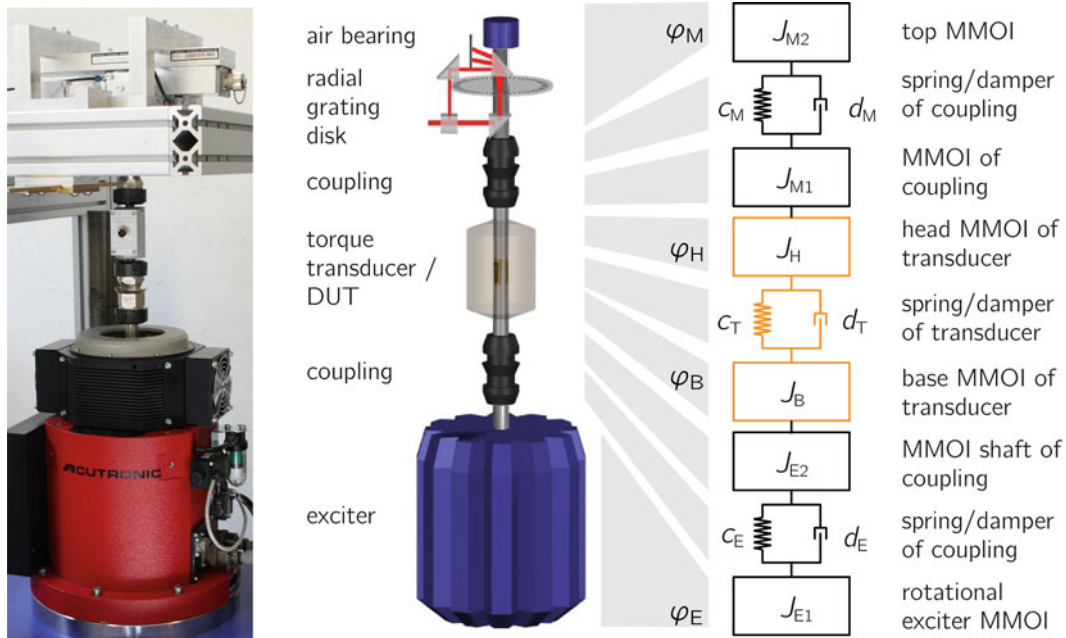 air bearing
radial
grating
disk
coupling
torque
transducer /
DUT
coupling
exciter
ACUTRONIC
φM
JM2
top MMOI
cM
dM
spring/damper
of coupling
JM1
MMOI of
coupling
φH
JH
head MMOI of
transducer
cT
dT
spring/damper
of transducer
φB
JB
base MMOI of
transducer
JE2
MMOI shaft of
coupling
cE
dE
spring/damper
of coupling
φE
JE1
rotational
exciter MMOI